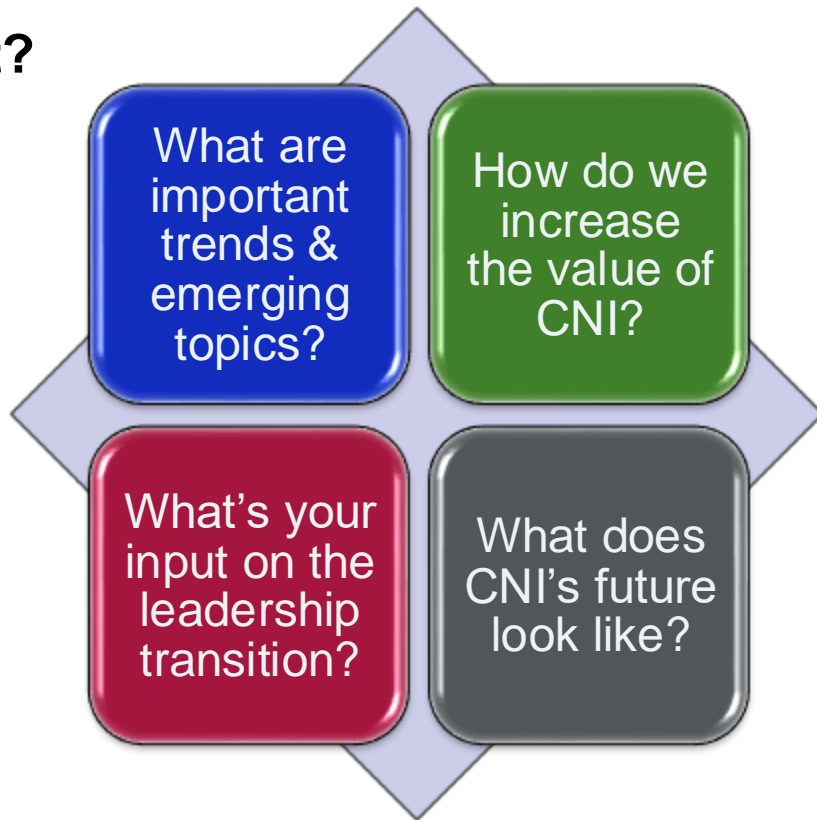 ?
What are
important
trends &
emerging
topics?
How do we
increase
the value of
CNI?
What's your
input on the
leadership
transition?
What does
CNI's future
look like?